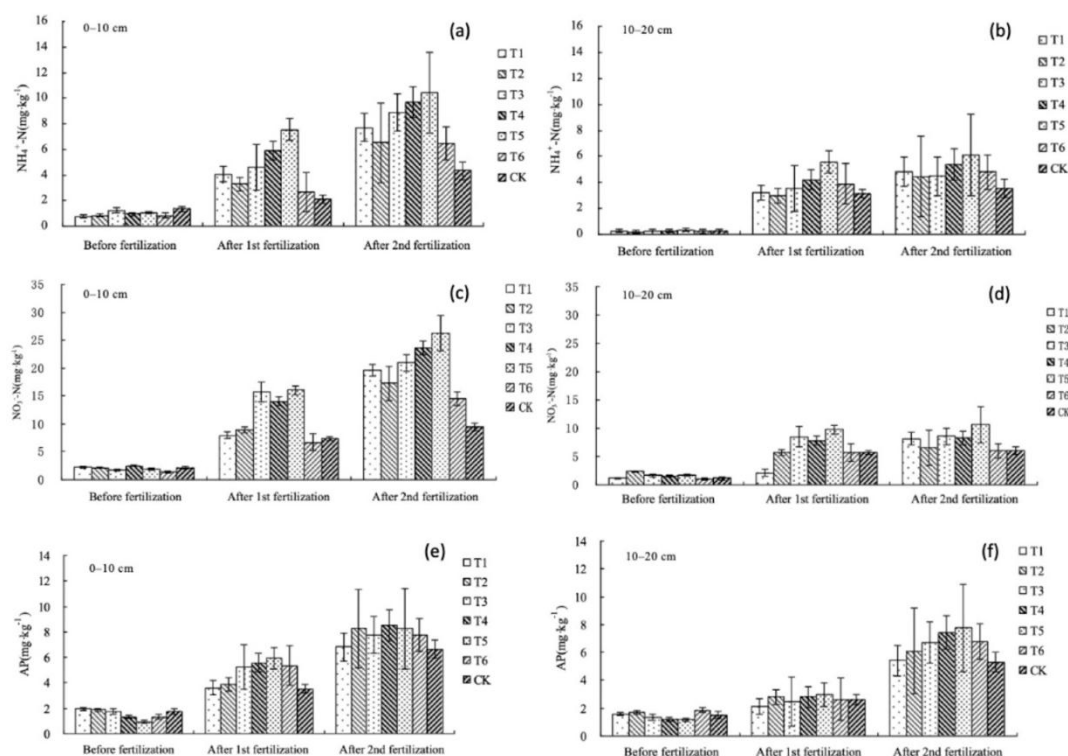 0–10 cm
(a)
NH₄⁺-N(mg·kg⁻¹)
16
14
12
10
8
6
4
2
0
Before fertilization
After 1st fertilization
After 2nd fertilization
T1
T2
T3
T4
T5
T6
CK
10–20 cm
(b)
NH₄⁺-N(mg·kg⁻¹)
16
14
12
10
8
6
4
2
0
Before fertilization
After 1st fertilization
After 2nd fertilization
T1
T2
T3
T4
T5
T6
CK
0–10 cm
(c)
NO₃⁻-N(mg·kg⁻¹)
35
30
25
20
15
10
5
0
Before fertilization
After 1st fertilization
After 2nd fertilization
T1
T2
T3
T4
T5
T6
CK
10–20 cm
(d)
NO₃⁻-N(mg·kg⁻¹)
35
30
25
20
15
10
5
0
Before fertilization
After 1st fertilization
After 2nd fertilization
T1
T2
T3
T4
T5
T6
CK
0–10 cm
(e)
AP(mg·kg⁻¹)
14
12
10
8
6
4
2
0
Before fertilization
After 1st fertilization
After 2nd fertilization
T1
T2
T3
T4
T5
T6
CK
10–20 cm
(f)
AP(mg·kg⁻¹)
14
12
10
8
6
4
2
0
Before fertilization
After 1st fertilization
After 2nd fertilization
T1
T2
T3
T4
T5
T6
CK